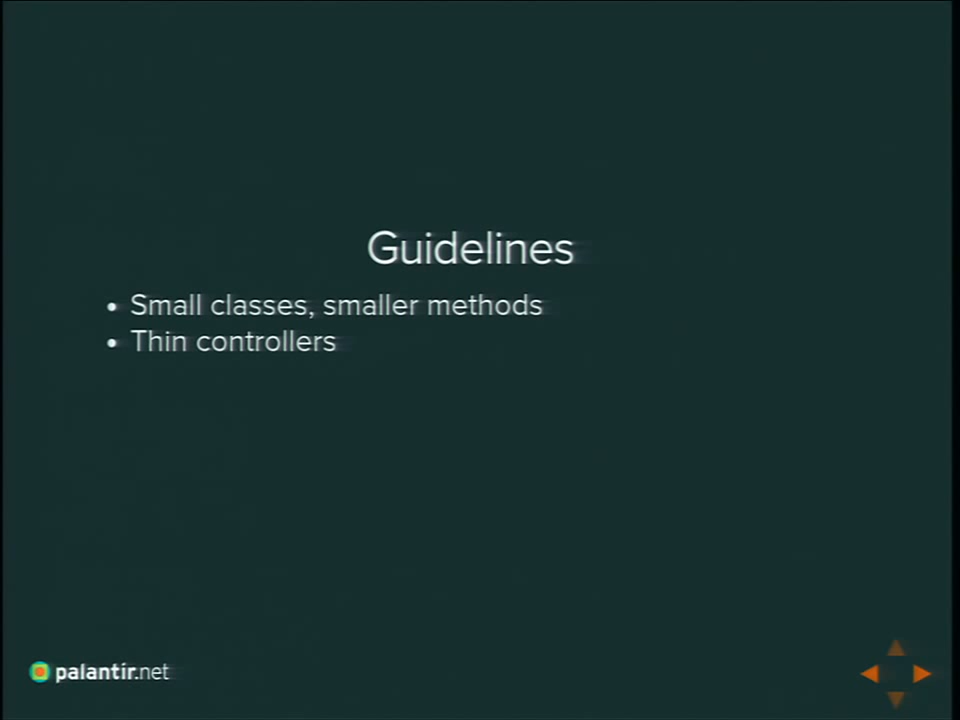 Guidelines
• Small classes, smaller methods
• Thin controllers
palantir.net